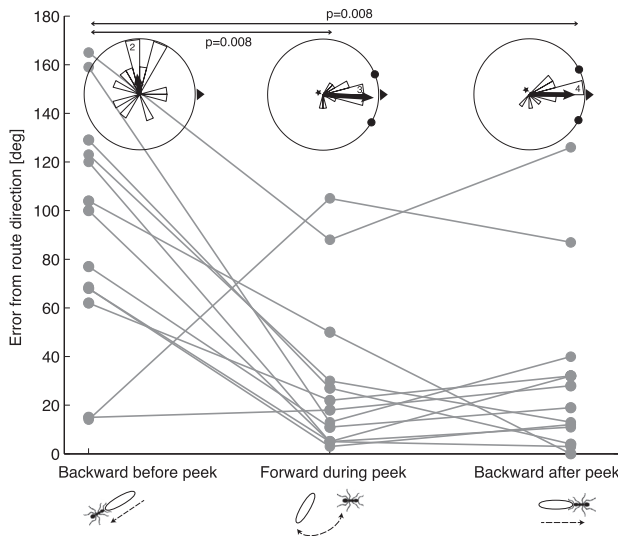 p=0.008
p=0.008
180
160
140
120
100
80
60
40
20
0
Error from route direction [deg]
2
3
4
Backward before peek
Forward during peek
Backward after peek